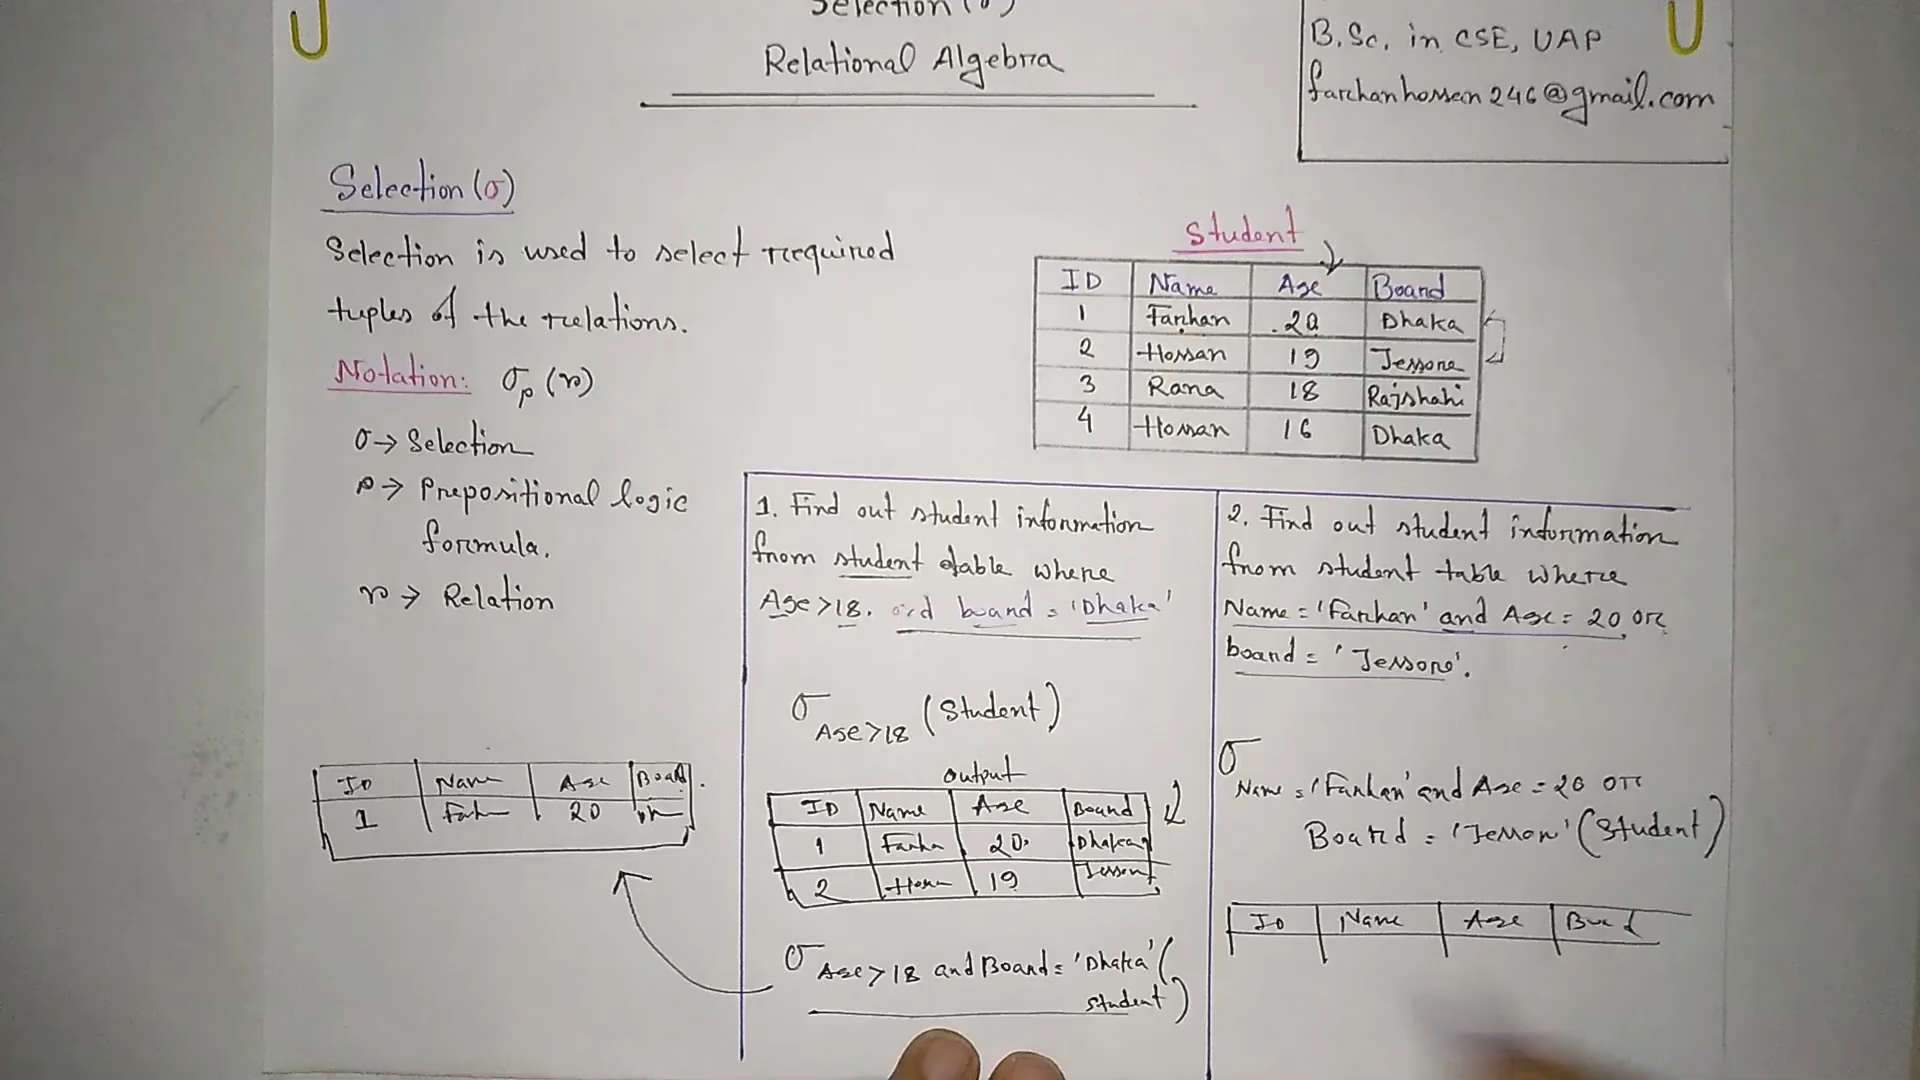 Selection (σ)
Relational Algebra
B.Sc. in CSE, UAP
farhanhossan246@gmail.com
Selection (σ)
Selection is used to select required
tuples of the relations.
Notation: σp (r)
σ → Selection
p → Prepositional logic
formula.
r → Relation
Student
ID Name Age Board
1 Farhan 20 Dhaka
2 Hossan 19 Jessore
3 Rana 18 Rajshahi
4 Hossan 16 Dhaka
1. Find out student information
from student table where
Age>18. and board = 'Dhaka'
σ Age>18 (Student)
output
ID Name Age Board
1 Farha 20 Dhaka
2 19
σ Age>18 and Board = 'Dhaka' (
student)
ID Name Age Board
1 20
2. Find out student information
from student table where
Name = 'Farhan' and Age = 20 or
board = 'Jessore'.
σ
Name = 'Farhan' and Age = 20 or
Board = 'Jessor' (Student)
ID Name Age